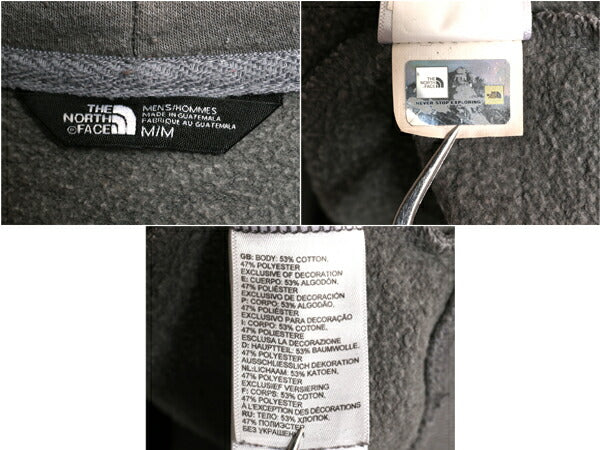 THE
NORTH
®FACE
MENS/HOMMES
MADE IN GUATEMALA
FABRIQUÉ AU GUATEMALA
M/M
NEVER STOP EXPLORING
GB: BODY: 53% COTTON,
47% POLYESTER
EXCLUSIVE OF DECORATION
E: CUERPO: 53% ALGODÓN,
47% POLIÉSTER
EXCLUSIVO DE DECORACIÓN
P: CORPO: 53% ALGODÃO,
47% POLIÉSTER
EXCLUSIVO PARA DECORAÇÃO
I: CORPO: 53% COTONE,
47% POLIESTERE
ESCLUSA LA DECORAZIONE
D: HAUPTTEIL: 53% BAUMWOLLE,
47% POLYESTER
AUSSCHLIESSLICH DEKORATION
NL:LICHAAM: 53% KATOEN,
47% POLYESTER
EXCLUSIEF VERSIERING
F: CORPS: 53% COTON,
47% POLYESTER
À L'EXCEPTION DES DÉCORATIONS
RU: ТЕЛО: 53% ХЛОПОК,
47% ПОЛИЭСТЕР
БЕЗ УКРАШЕНИЙ